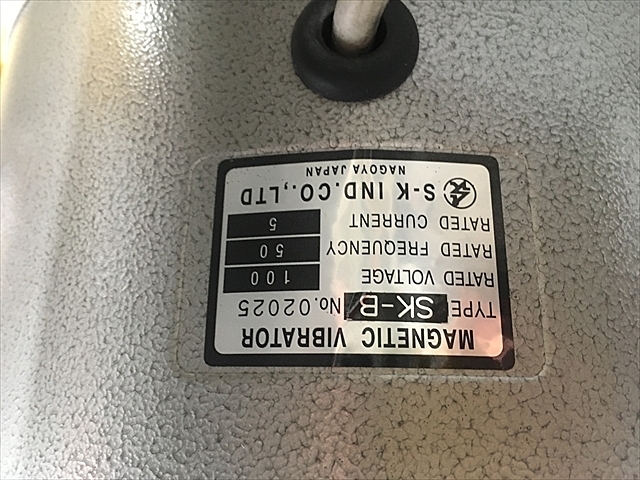 MAGNETIC VIBRATOR
TYPE SK-B No.02025
RATED VOLTAGE 100
RATED FREQUENCY 50
RATED CURRENT 5
S-K IND.CO.,LTD
NAGOYA JAPAN